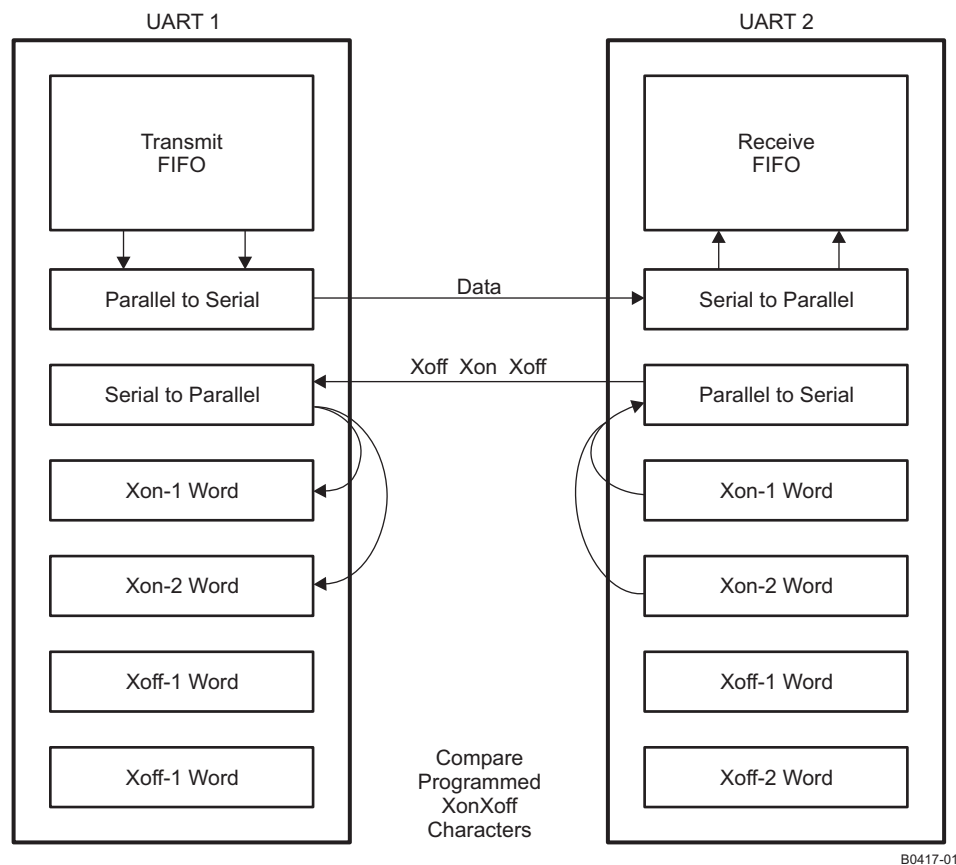 UART 1
UART 2
Transmit
FIFO
Receive
FIFO
Parallel to Serial
Data
Serial to Parallel
Serial to Parallel
Xoff Xon Xoff
Parallel to Serial
Xon-1 Word
Xon-1 Word
Xon-2 Word
Xon-2 Word
Xoff-1 Word
Xoff-1 Word
Xoff-1 Word
Compare
Programmed
XonXoff
Characters
Xoff-2 Word
B0417-01